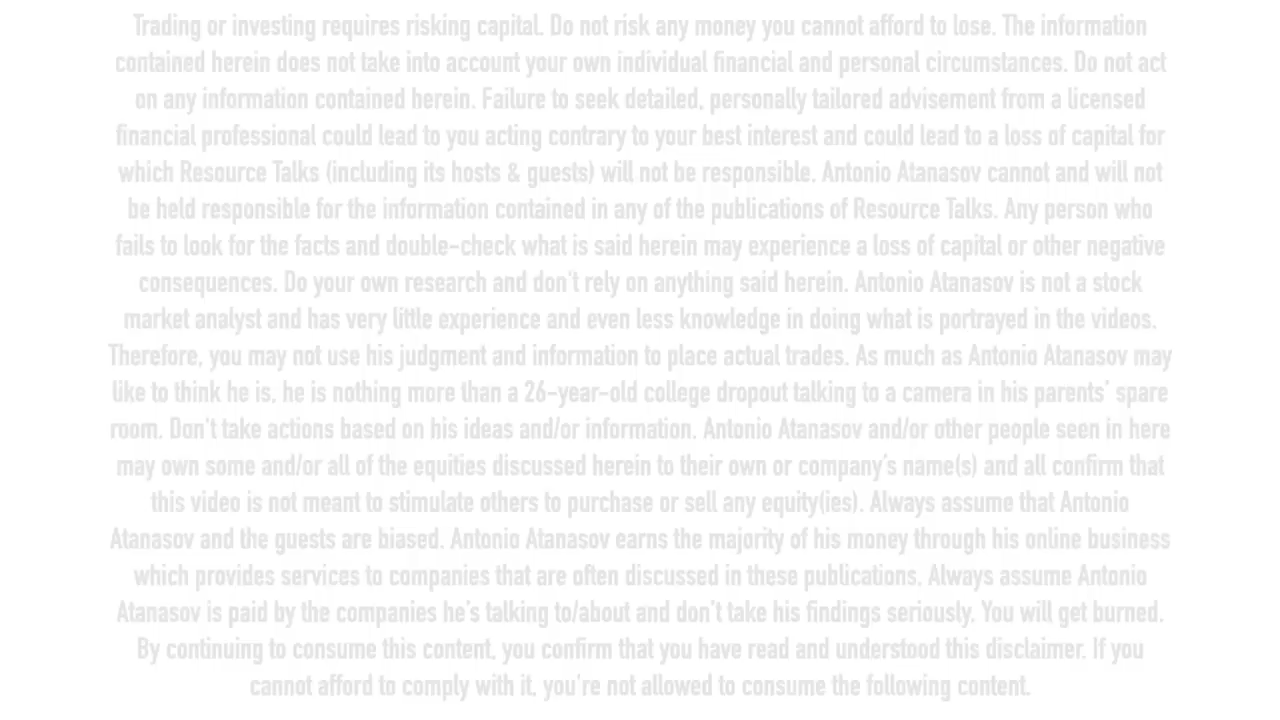 Trading or investing requires risking capital. Do not risk any money you cannot afford to lose. The information
contained herein does not take into account your own individual financial and personal circumstances. Do not act
on any information contained herein. Failure to seek detailed, personally tailored advisement from a licensed
financial professional could lead to you acting contrary to your best interest and could lead to a loss of capital for
which Resource Talks (including its hosts & guests) will not be responsible. Antonio Atanasov cannot and will not
be held responsible for the information contained in any of the publications of Resource Talks. Any person who
fails to look for the facts and double-check what is said herein may experience a loss of capital or other negative
consequences. Do your own research and don't rely on anything said herein. Antonio Atanasov is not a stock
market analyst and has very little experience and even less knowledge in doing what is portrayed in the videos.
Therefore, you may not use his judgment and information to place actual trades. As much as Antonio Atanasov may
like to think he is, he is nothing more than a 26-year-old college dropout talking to a camera in his parents' spare
room. Don't take actions based on his ideas and/or information. Antonio Atanasov and/or other people seen in here
may own some and/or all of the equities discussed herein to their own or company's name(s) and all confirm that
this video is not meant to stimulate others to purchase or sell any equity(ies). Always assume that Antonio
Atanasov and the guests are biased. Antonio Atanasov earns the majority of his money through his online business
which provides services to companies that are often discussed in these publications. Always assume Antonio
Atanasov is paid by the companies he's talking to/about and don't take his findings seriously. You will get burned.
By continuing to consume this content, you confirm that you have read and understood this disclaimer. If you
cannot afford to comply with it, you're not allowed to consume the following content.